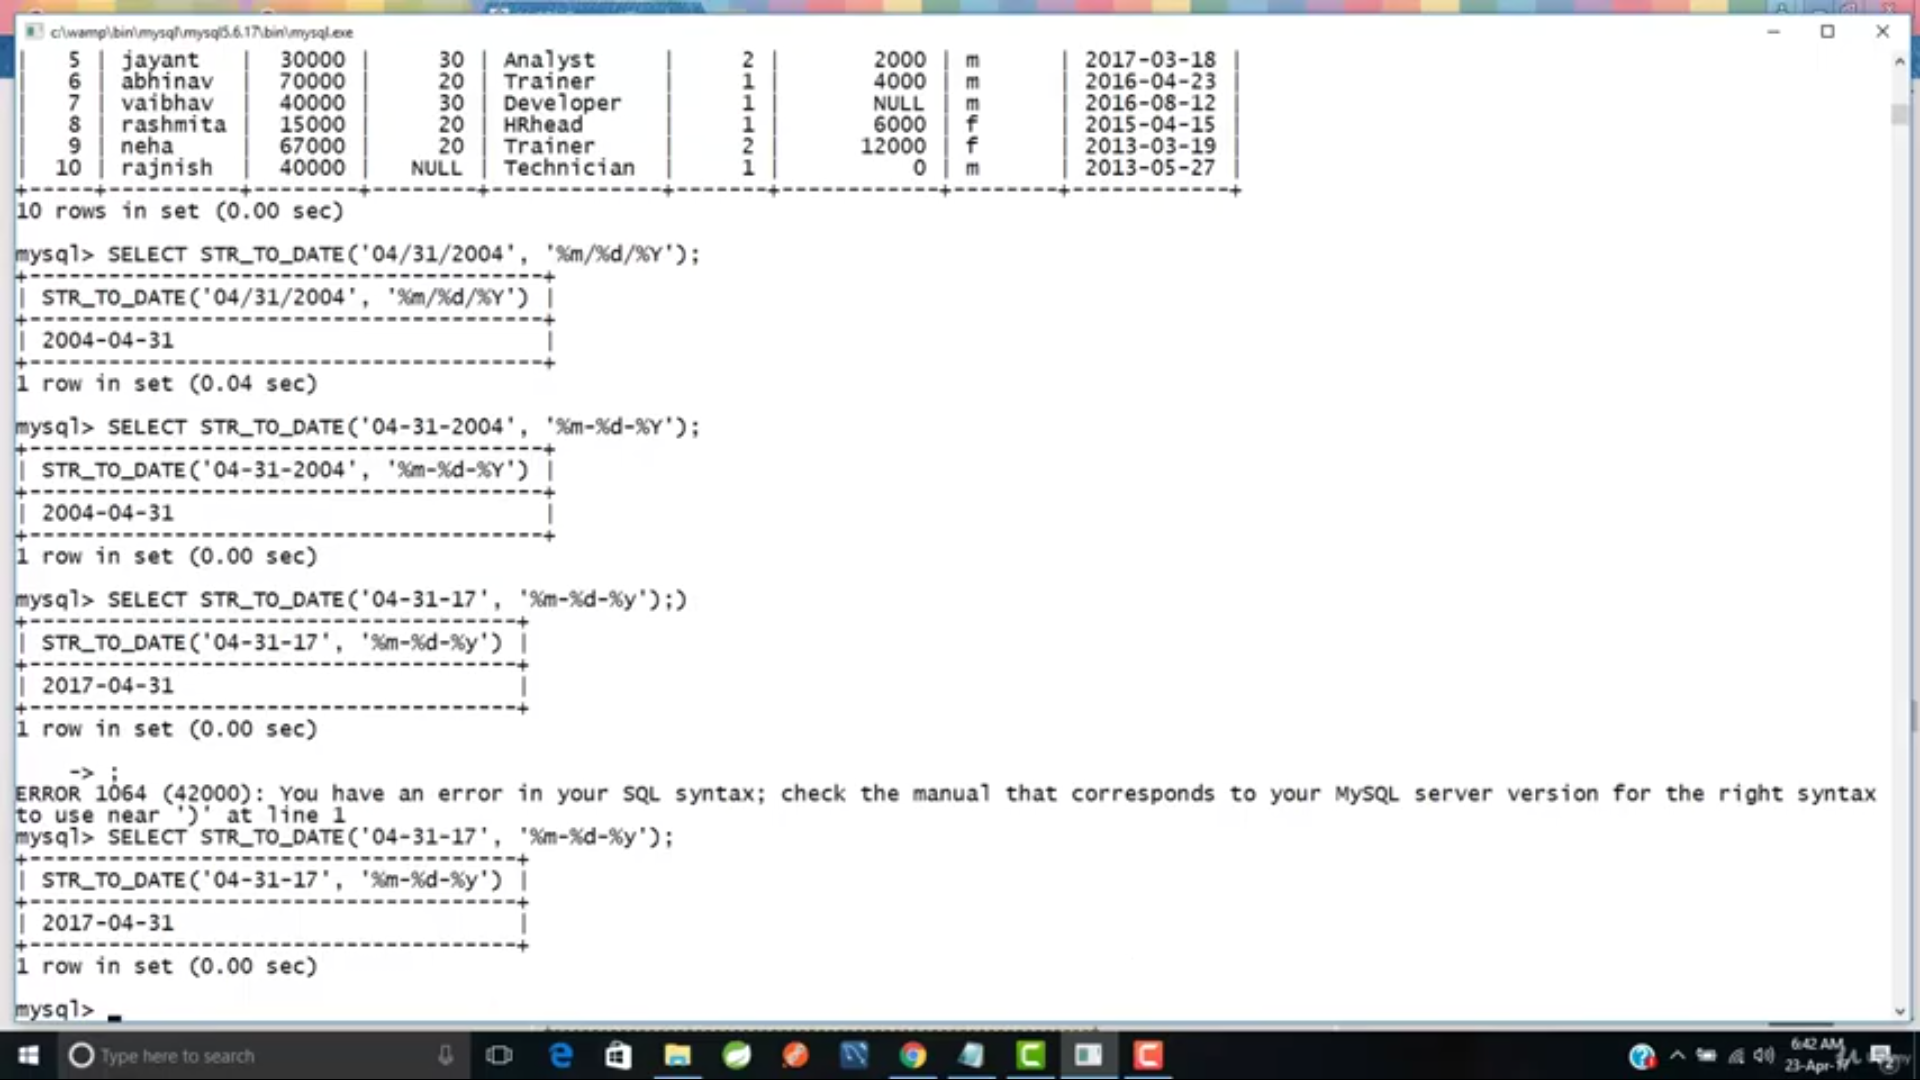 c:\wamp\bin\mysql\mysql5.6.17\bin\mysql.exe
|    5 | jayant   |  30000 |      30 | Analyst    |     2 |       2000 | m      | 2017-03-18 |
|    6 | abhinav  |  70000 |      20 | Trainer    |     1 |       4000 | m      | 2016-04-23 |
|    7 | vaibhav  |  40000 |      30 | Developer  |     1 |       NULL | m      | 2016-08-12 |
|    8 | rashmita |  15000 |      20 | HRhead     |     1 |       6000 | f      | 2015-04-15 |
|    9 | neha     |  67000 |      20 | Trainer    |     2 |      12000 | f      | 2013-03-19 |
|   10 | rajnish  |  40000 |    NULL | Technician |     1 |          0 | m      | 2013-05-27 |
10 rows in set (0.00 sec)
mysql> SELECT STR_TO_DATE('04/31/2004', '%m/%d/%Y');
| STR_TO_DATE('04/31/2004', '%m/%d/%Y') |
| 2004-04-31                            |
1 row in set (0.04 sec)
mysql> SELECT STR_TO_DATE('04-31-2004', '%m-%d-%Y');
| STR_TO_DATE('04-31-2004', '%m-%d-%Y') |
| 2004-04-31                            |
1 row in set (0.00 sec)
mysql> SELECT STR_TO_DATE('04-31-17', '%m-%d-%y');)
| STR_TO_DATE('04-31-17', '%m-%d-%y') |
| 2017-04-31                          |
1 row in set (0.00 sec)
-> ;
ERROR 1064 (42000): You have an error in your SQL syntax; check the manual that corresponds to your MySQL server version for the right syntax
to use near ')' at line 1
mysql> SELECT STR_TO_DATE('04-31-17', '%m-%d-%y');
| STR_TO_DATE('04-31-17', '%m-%d-%y') |
| 2017-04-31                          |
1 row in set (0.00 sec)
mysql>
Type here to search
6:42 AM
23-Apr-